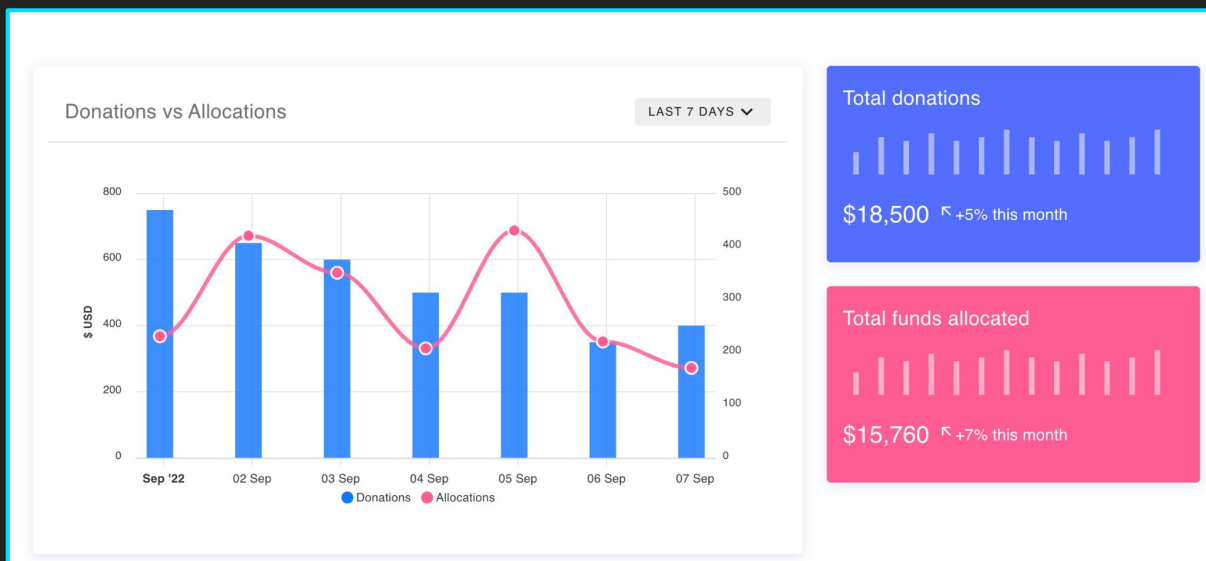 Donations vs Allocations
LAST 7 DAYS
800
600
400
200
0
$ USD
500
400
300
200
100
0
Sep '22 02 Sep 03 Sep 04 Sep 05 Sep 06 Sep 07 Sep
Donations Allocations
Total donations
$18,500 +5% this month
Total funds allocated
$15,760 +7% this month